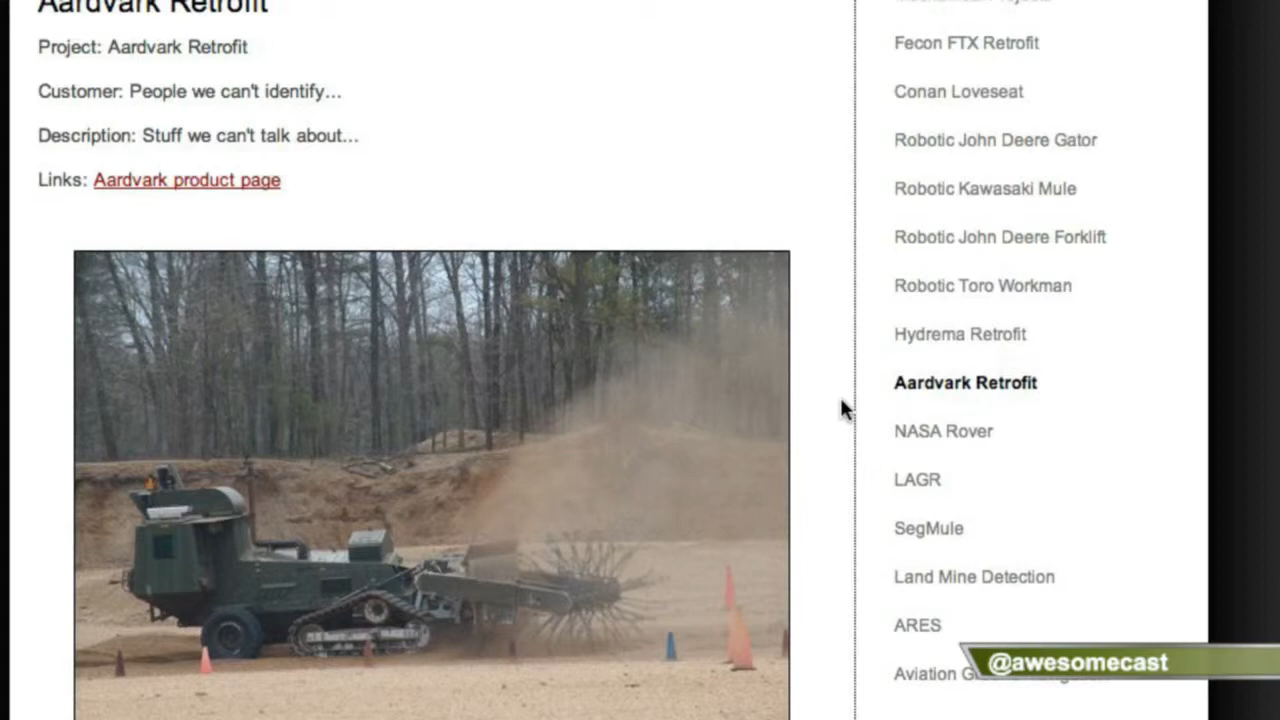 Aardvark Retrofit
Project: Aardvark Retrofit
Customer: People we can't identify...
Description: Stuff we can't talk about...
Links: Aardvark product page
Fecon FTX Retrofit
Conan Loveseat
Robotic John Deere Gator
Robotic Kawasaki Mule
Robotic John Deere Forklift
Robotic Toro Workman
Hydrema Retrofit
Aardvark Retrofit
NASA Rover
LAGR
SegMule
Land Mine Detection
ARES
Aviation
@awesomecast